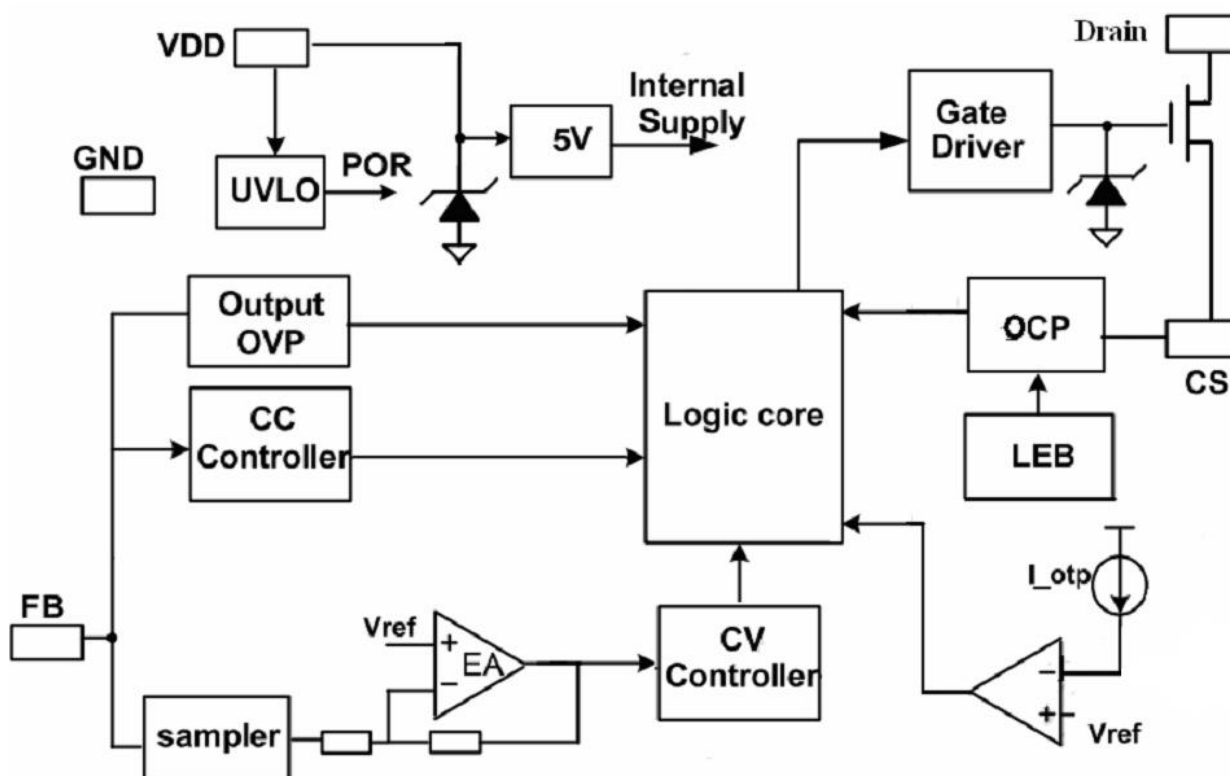 VDD
Drain
Internal
Supply
5V
Gate
Driver
GND
UVLO
POR
Output
OVP
OCP
CS
CC
Controller
Logic core
LEB
I_otp
FB
Vref
+
EA
-
CV
Controller
-
+
Vref
sampler